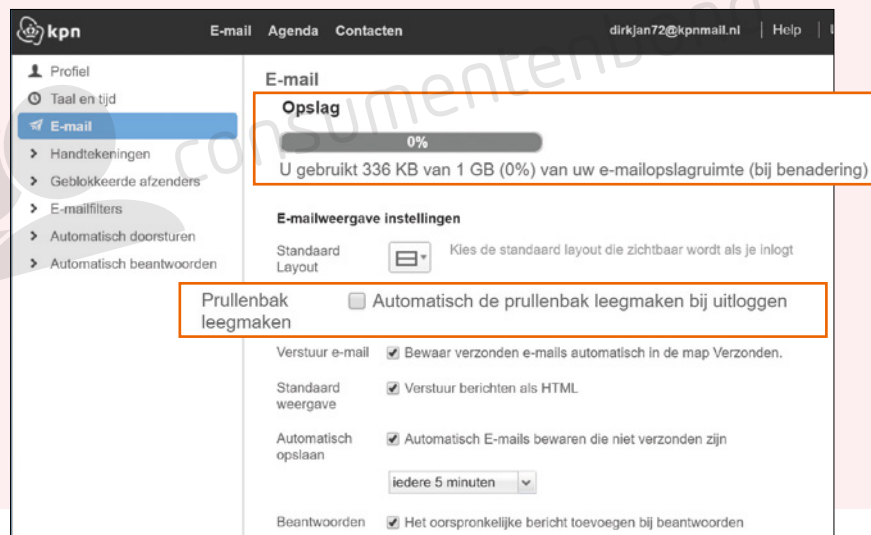 kpn E-mail Agenda Contacten dirkjan72@kpnmail.nl | Help |
Profiel
Taal en tijd
E-mail
Handtekeningen
Geblokkeerde afzenders
E-mailfilters
Automatisch doorsturen
Automatisch beantwoorden
E-mail
Opslag
0%
U gebruikt 336 KB van 1 GB (0%) van uw e-mailopslagruimte (bij benadering)
E-mailweergave instellingen
Standaard
Layout
Kies de standaard layout die zichtbaar wordt als je inlogt
Prullenbak
leegmaken
Automatisch de prullenbak leegmaken bij uitloggen
Verstuur e-mail Bewaar verzonden e-mails automatisch in de map Verzonden.
Standaard
weergave
Verstuur berichten als HTML
Automatisch
opslaan
Automatisch E-mails bewaren die niet verzonden zijn
iedere 5 minuten
Beantwoorden Het oorspronkelijke bericht toevoegen bij beantwoorden
consumentenbond